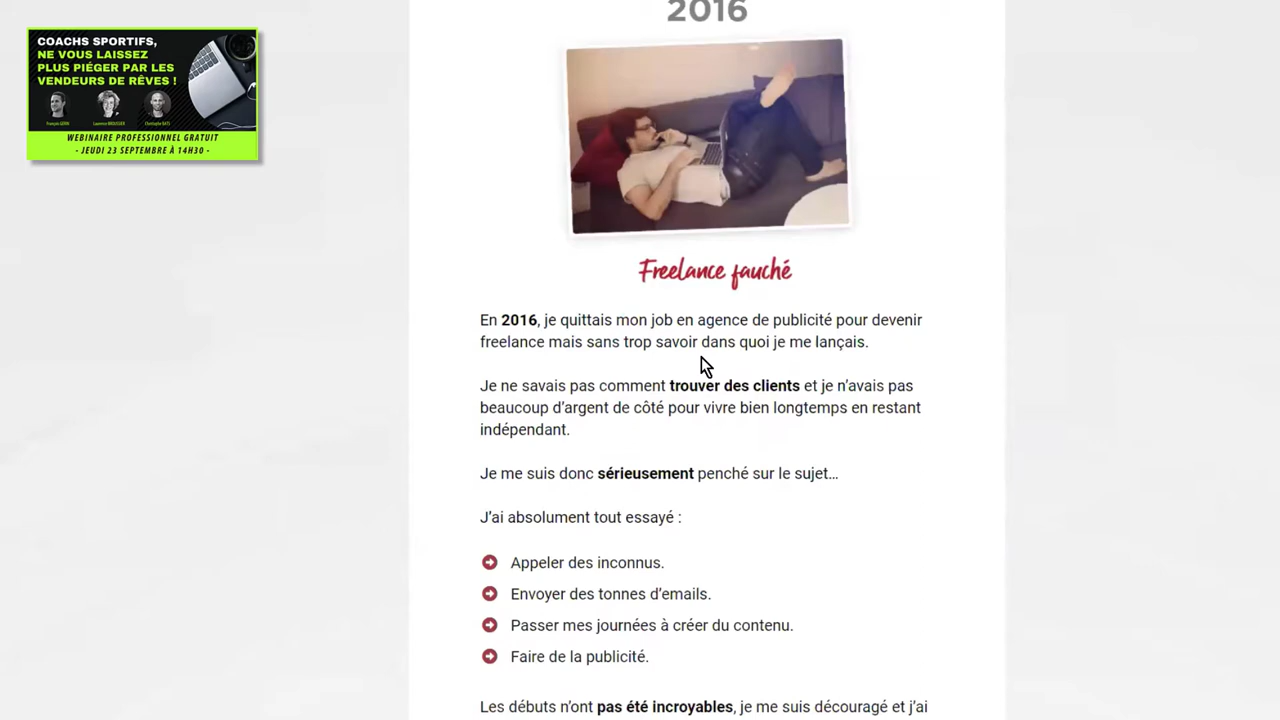 COACHS SPORTIFS,
NE VOUS LAISSEZ
PLUS PIÉGER PAR LES
VENDEURS DE RÊVES !
WEBINAIRE PROFESSIONNEL GRATUIT
- JEUDI 23 SEPTEMBRE À 14H30 -
2016
Freelance fauché
En 2016, je quittais mon job en agence de publicité pour devenir
freelance mais sans trop savoir dans quoi je me lançais.
Je ne savais pas comment trouver des clients et je n’avais pas
beaucoup d’argent de côté pour vivre bien longtemps en restant
indépendant.
Je me suis donc sérieusement penché sur le sujet…
J’ai absolument tout essayé :
Appeler des inconnus.
Envoyer des tonnes d’emails.
Passer mes journées à créer du contenu.
Faire de la publicité.
Les débuts n’ont pas été incroyables, je me suis découragé et j’ai